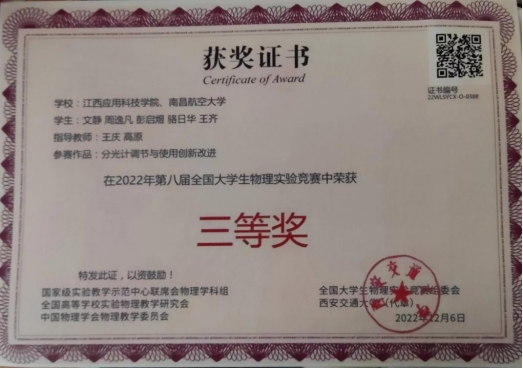 获奖证书
Certificate of Award
证书编号
22WLSYCX-O-0388
学校：江西应用科技学院、南昌航空大学
学生：文静 周逸凡 彭启煜 骆日华 王齐
指导教师：王庆 高原
参赛作品：分光计调节与使用创新改进
在2022年第八届全国大学生物理实验竞赛中荣获
三等奖
特发此证，以资鼓励！
国家级实验教学示范中心联席会物理学科组
全国高等学校实验物理教学研究会
中国物理学会物理教学委员会
全国大学生物理实验竞赛组委会
西安交通大学（代章）
2022年12月6日